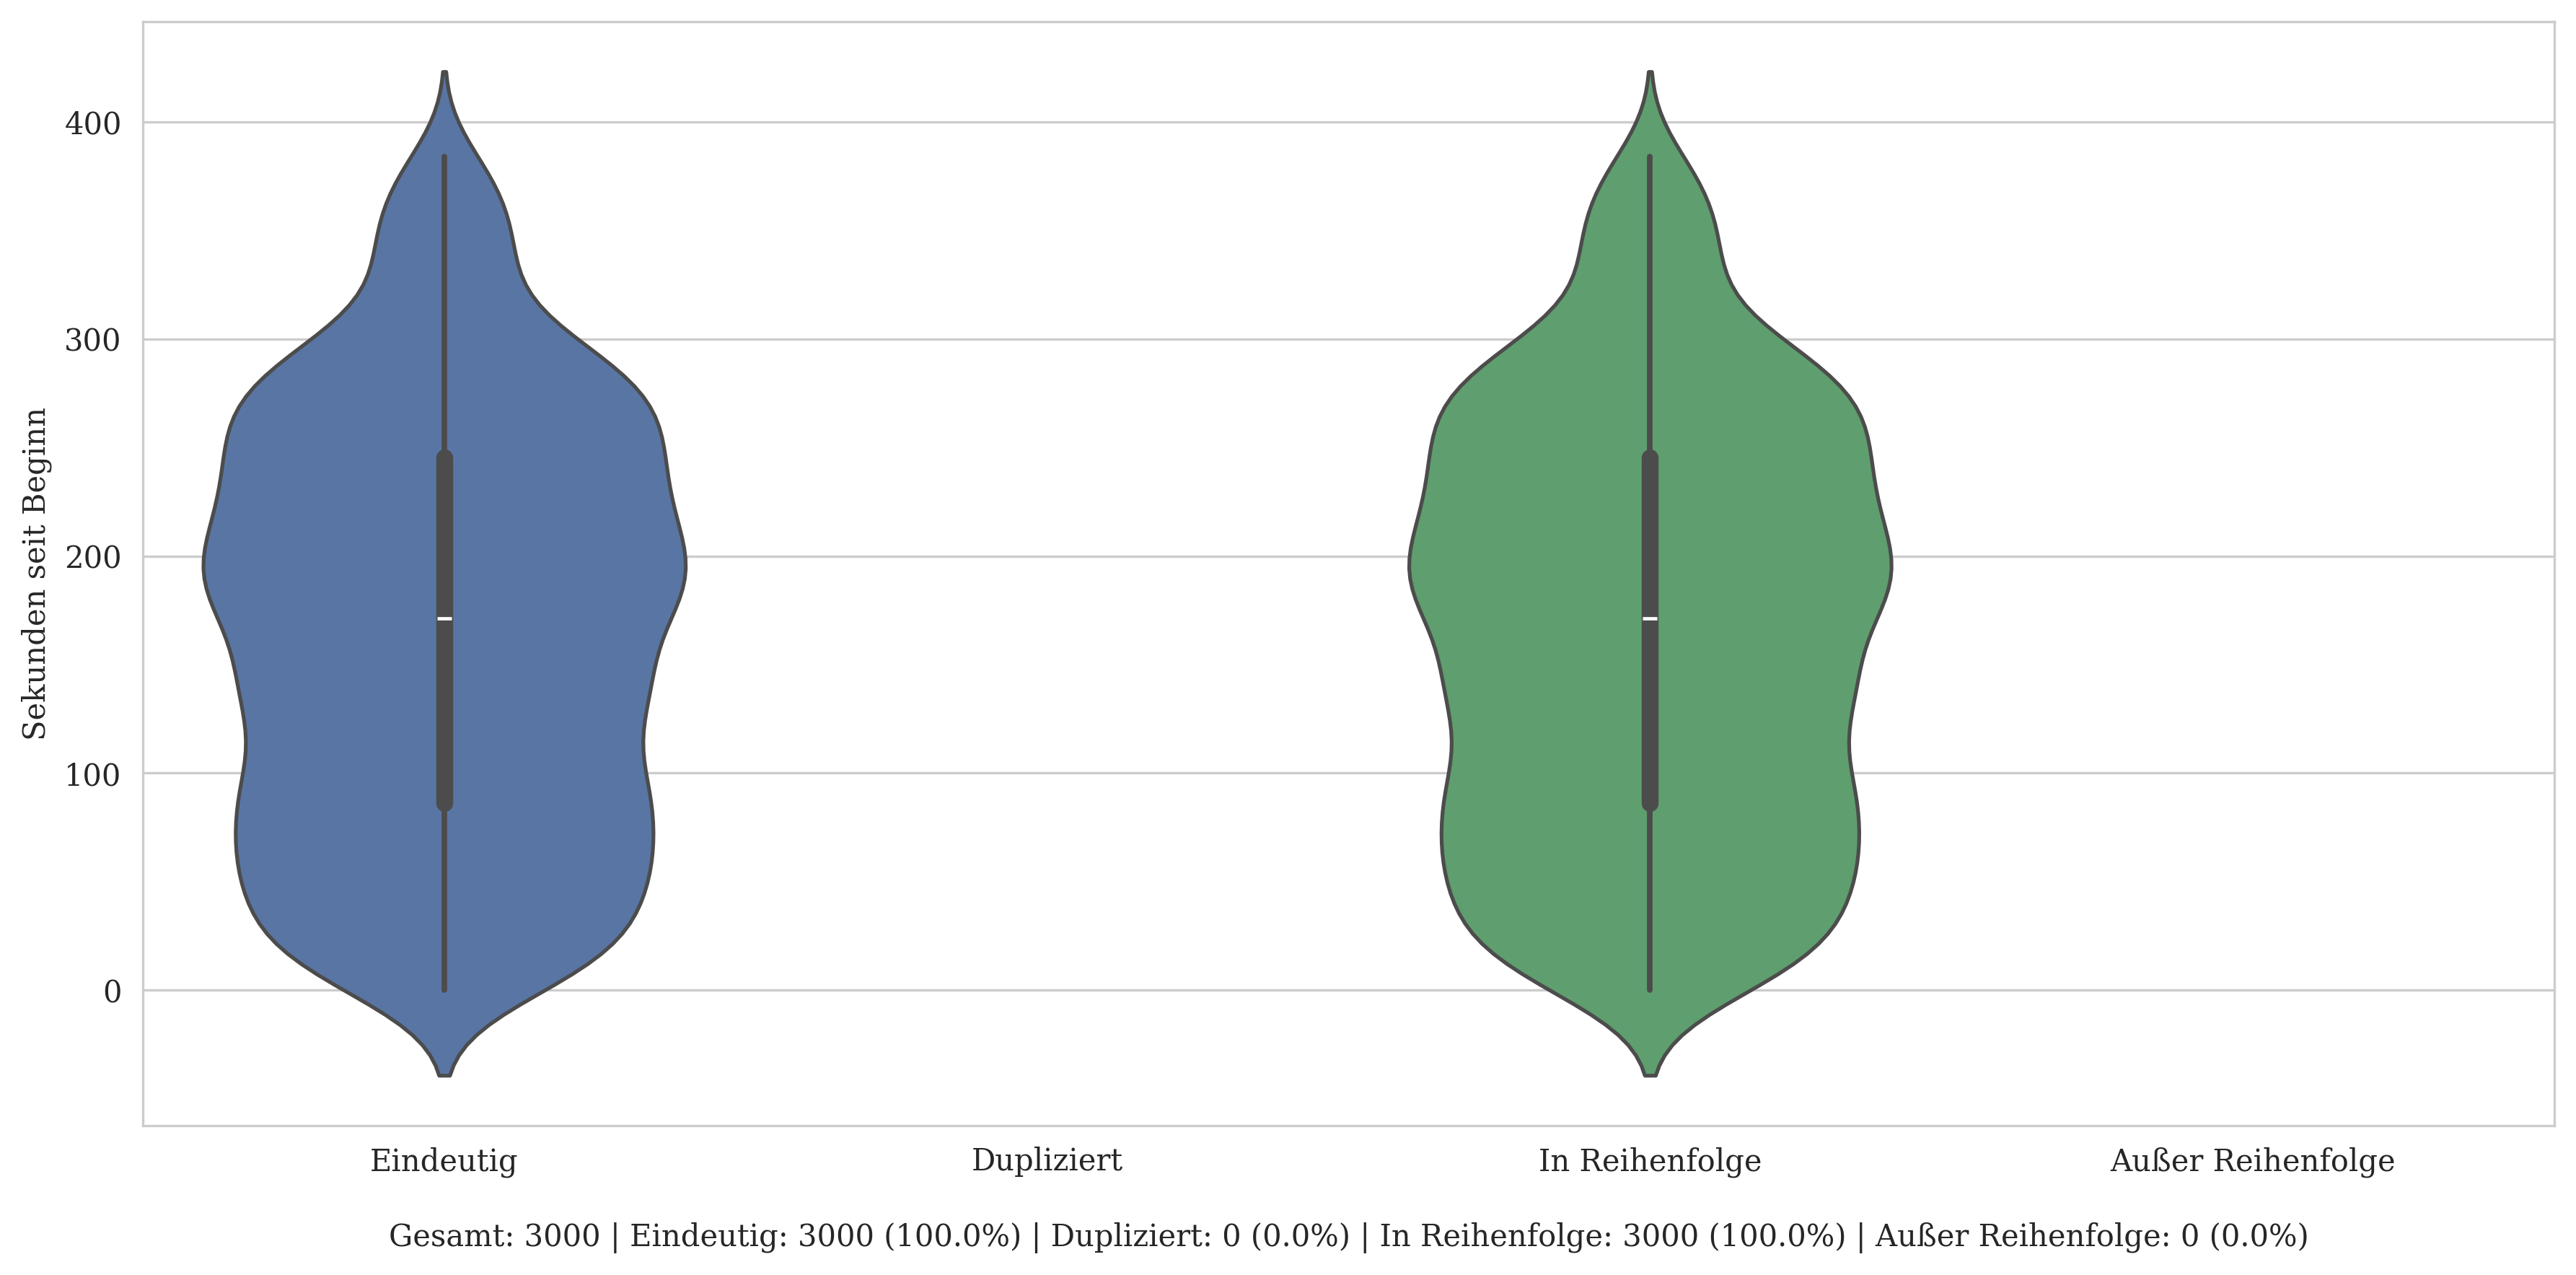 Sekunden seit Beginn
400
300
200
100
0
Eindeutig
Dupliziert
In Reihenfolge
Außer Reihenfolge
Gesamt: 3000 | Eindeutig: 3000 (100.0%) | Dupliziert: 0 (0.0%) | In Reihenfolge: 3000 (100.0%) | Außer Reihenfolge: 0 (0.0%)